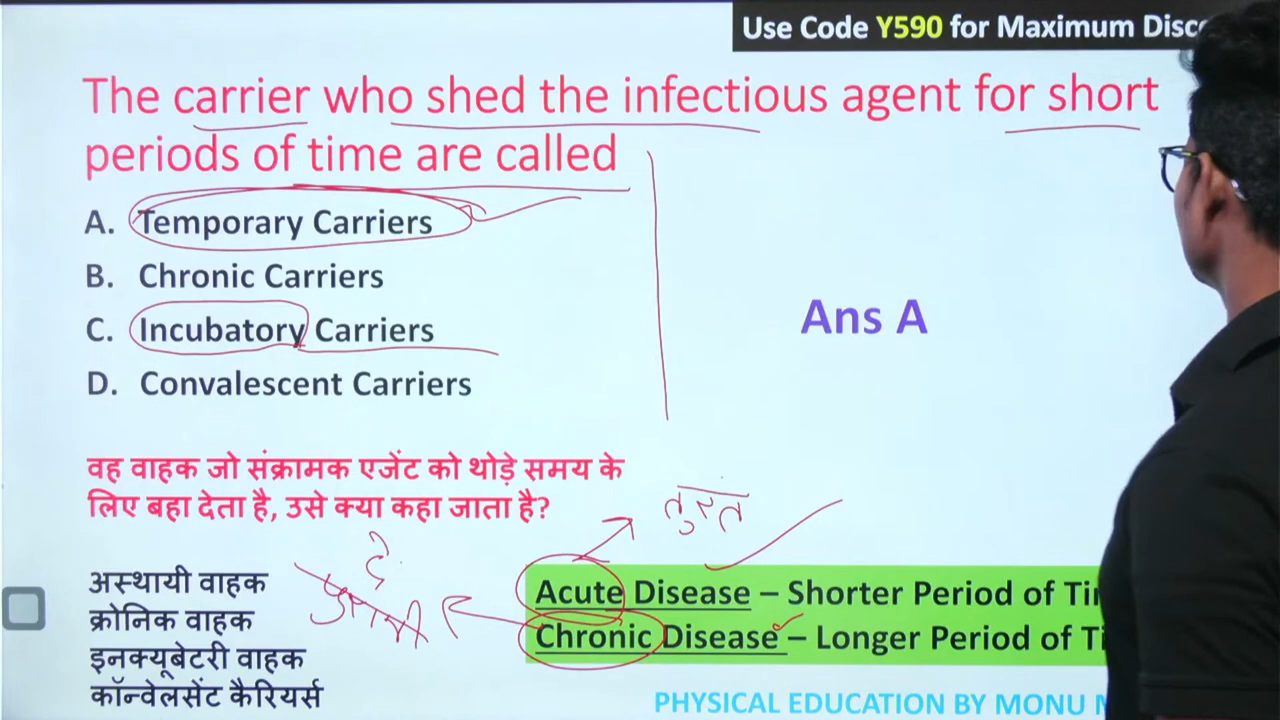 Use Code Y590 for Maximum
The carrier who shed the infectious agent for short
periods of time are called
A. Temporary Carriers
B. Chronic Carriers
C. Incubatory Carriers
D. Convalescent Carriers
Ans A
वह वाहक जो संक्रामक एजेंट को थोड़े समय के
लिए बहा देता है, उसे क्या कहा जाता है?
अस्थायी वाहक
क्रोनिक वाहक
इनक्यूबेटरी वाहक
कॉन्वेलसेंट कैरियर्स
तुरंत
Acute Disease – Shorter Period of
Chronic Disease – Longer Period of
PHYSICAL EDUCATION BY MONU